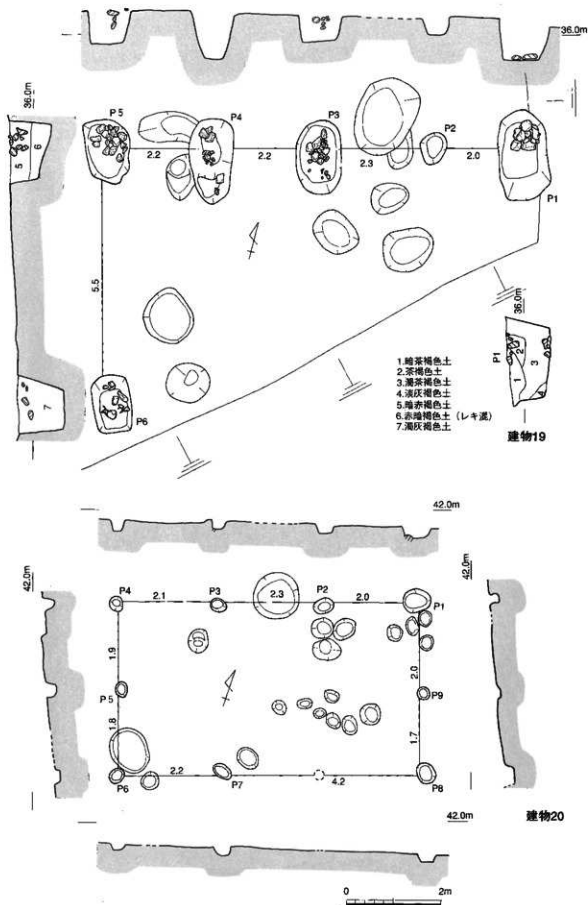 36.0m
36.0m
P5
P4
P3
P2
P1
2.2
2.2
2.3
2.0
5
6
5.5
36.0m
P1
1
2
3
1.暗茶褐色土
2.茶褐色土
3.濁茶褐色土
4.淡灰褐色土
5.暗赤褐色土
6.赤暗褐色土(レキ混)
7.濁灰褐色土
7
P6
建物19
42.0m
42.0m
42.0m
P4
2.1
P3
2.3
P2
2.0
P1
1.9
2.0
P5
P9
1.8
1.7
P6
2.2
P7
4.2
P8
建物20
42.0m
0
2m